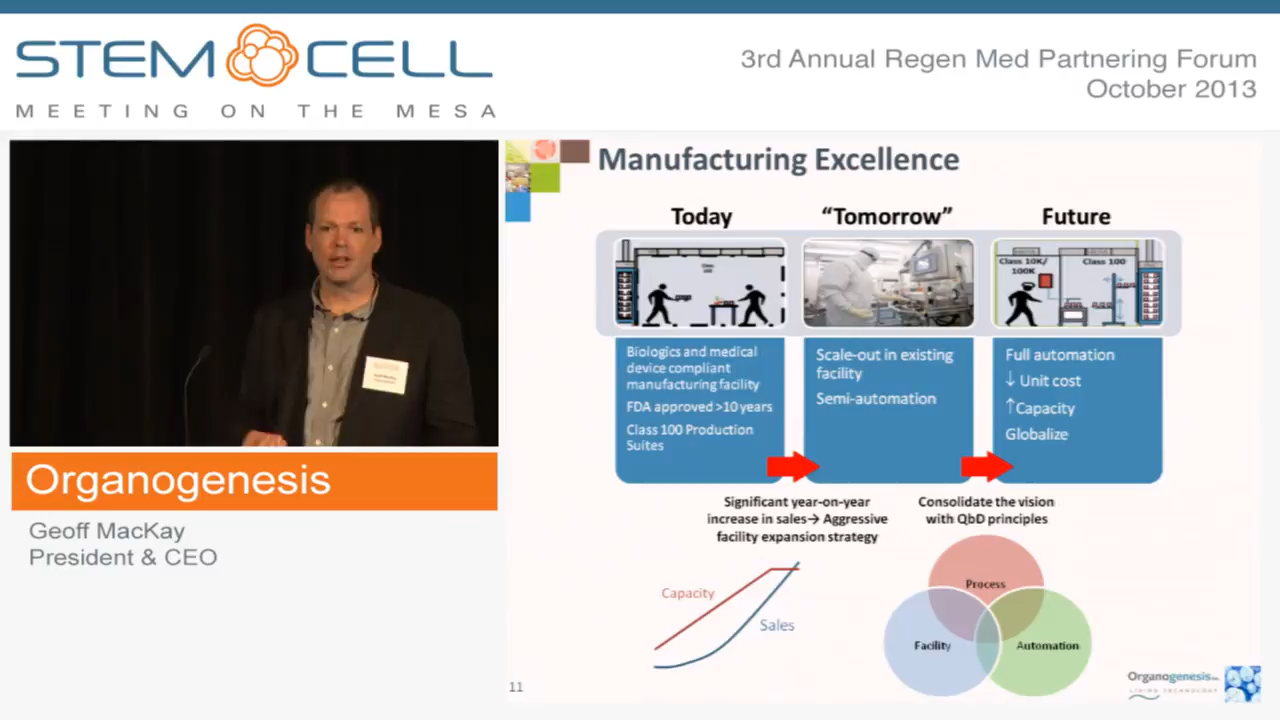 STEM CELL
MEETING ON THE MESA
3rd Annual Regen Med Partnering Forum
October 2013
Organogenesis
Geoff MacKay
President & CEO
Manufacturing Excellence
Today
“Tomorrow”
Future
Class
100
Class 10K/
100K
Class 100
Biologics and medical
device compliant
manufacturing facility
FDA approved >10 years
Class 100 Production
Suites
Scale-out in existing
facility
Semi-automation
Full automation
↓ Unit cost
↑Capacity
Globalize
Significant year-on-year
increase in sales→ Aggressive
facility expansion strategy
Consolidate the vision
with QbD principles
Capacity
Sales
Process
Facility
Automation
11
Organogenesis
LIVING TECHNOLOGY